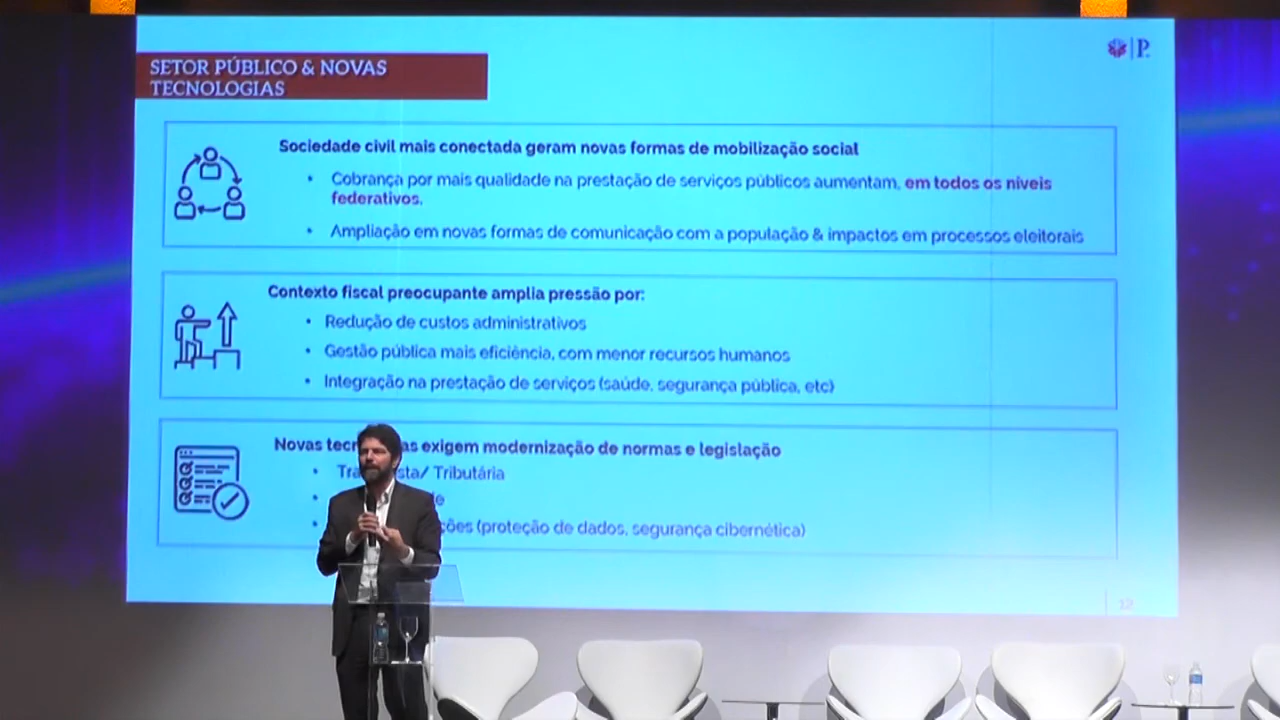 SETOR PÚBLICO & NOVAS
TECNOLOGIAS
P.
Sociedade civil mais conectada geram novas formas de mobilização social
• Cobrança por mais qualidade na prestação de serviços públicos aumentam, em todos os níveis
federativos.
• Ampliação em novas formas de comunicação com a população & impactos em processos eleitorais
Contexto fiscal preocupante amplia pressão por:
• Redução de custos administrativos
• Gestão pública mais eficiência, com menor recursos humanos
• Integração na prestação de serviços (saúde, segurança pública, etc)
Novas exigem modernização de normas e legislação
• / Tributária
•
• (proteção de dados, segurança cibernética)
12